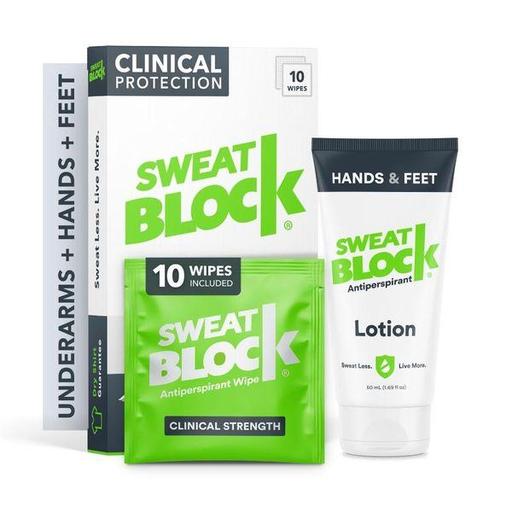 UNDERARMS + HANDS + FEET
SWEAT
BLOCK
Sweat Less. Live More.
Dry Shirt
Guarantee
CLINICAL
PROTECTION
10
WIPES
SWEAT
BLOCK®
10 WIPES
INCLUDED
SWEAT
BLOCK®
Antiperspirant Wipe
CLINICAL STRENGTH
HANDS & FEET
SWEAT
BLOCK®
Antiperspirant
Lotion
Sweat Less. Live More.
50 mL (1.69 fl oz)